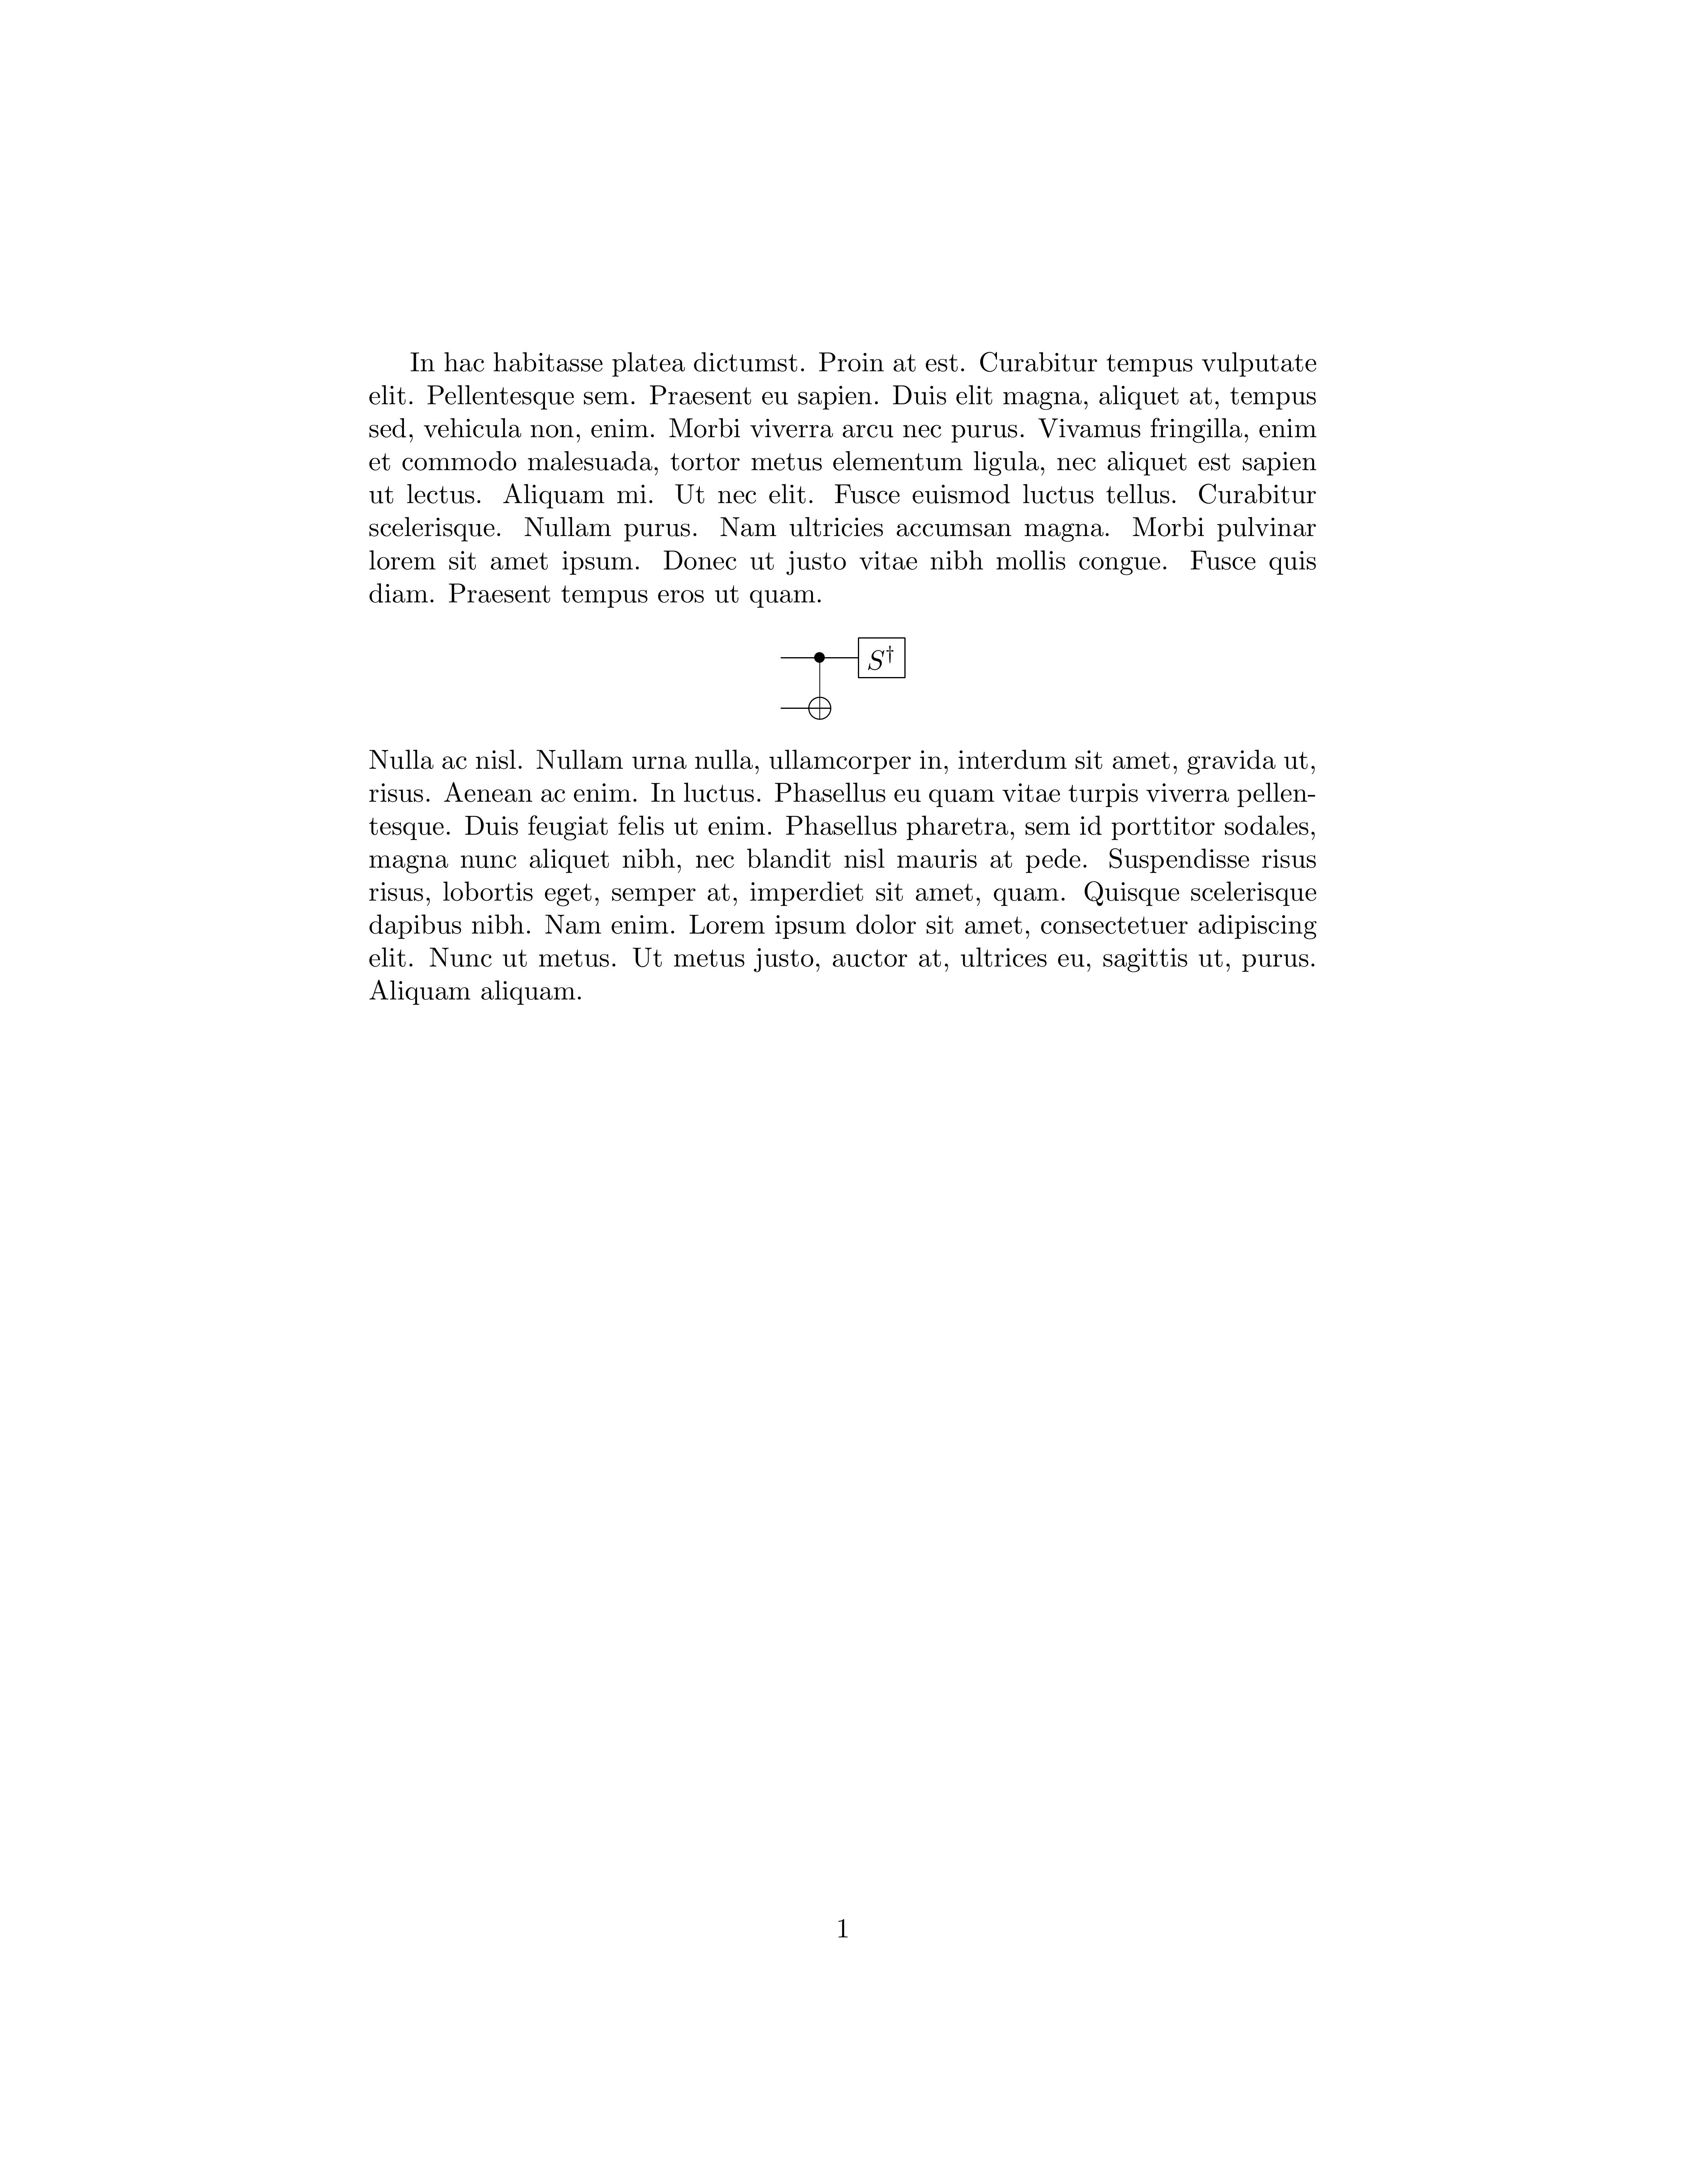 In hac habitasse platea dictumst. Proin at est. Curabitur tempus vulputate
elit. Pellentesque sem. Praesent eu sapien. Duis elit magna, aliquet at, tempus
sed, vehicula non, enim. Morbi viverra arcu nec purus. Vivamus fringilla, enim
et commodo malesuada, tortor metus elementum ligula, nec aliquet est sapien
ut lectus. Aliquam mi. Ut nec elit. Fusce euismod luctus tellus. Curabitur
scelerisque. Nullam purus. Nam ultricies accumsan magna. Morbi pulvinar
lorem sit amet ipsum. Donec ut justo vitae nibh mollis congue. Fusce quis
diam. Praesent tempus eros ut quam.
S†
Nulla ac nisl. Nullam urna nulla, ullamcorper in, interdum sit amet, gravida ut,
risus. Aenean ac enim. In luctus. Phasellus eu quam vitae turpis viverra pellen-
tesque. Duis feugiat felis ut enim. Phasellus pharetra, sem id porttitor sodales,
magna nunc aliquet nibh, nec blandit nisl mauris at pede. Suspendisse risus
risus, lobortis eget, semper at, imperdiet sit amet, quam. Quisque scelerisque
dapibus nibh. Nam enim. Lorem ipsum dolor sit amet, consectetuer adipiscing
elit. Nunc ut metus. Ut metus justo, auctor at, ultrices eu, sagittis ut, purus.
Aliquam aliquam.
1